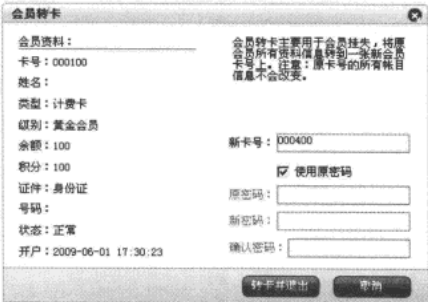 会员转卡
会员资料：
卡号：000100
姓名：
类型：计费卡
级别：黄金会员
余额：100
积分：100
证件：身份证
号码：
状态：正常
开户：2009-06-01 17:30:23
会员转卡主要用于会员挂失，将原
会员所有资料信息转到一张新会员
卡号上。注意：原卡号的所有帐目
信息不会改变。
新卡号：000400
使用原密码
原密码：
新密码：
确认密码：
转卡并退出
取消